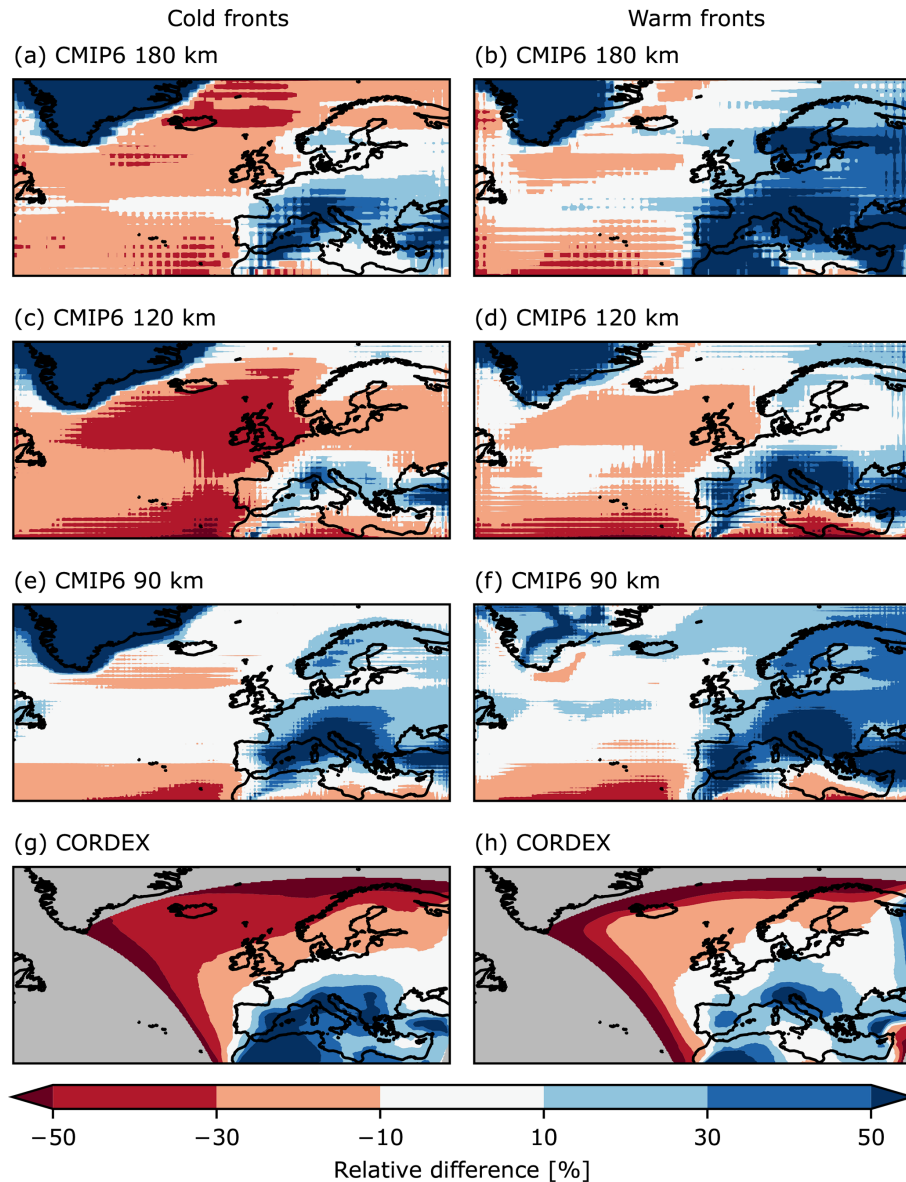 Cold fronts
Warm fronts
(a) CMIP6 180 km
(b) CMIP6 180 km
(c) CMIP6 120 km
(d) CMIP6 120 km
(e) CMIP6 90 km
(f) CMIP6 90 km
(g) CORDEX
(h) CORDEX
−50 −30 −10 10 30 50
Relative difference [%]